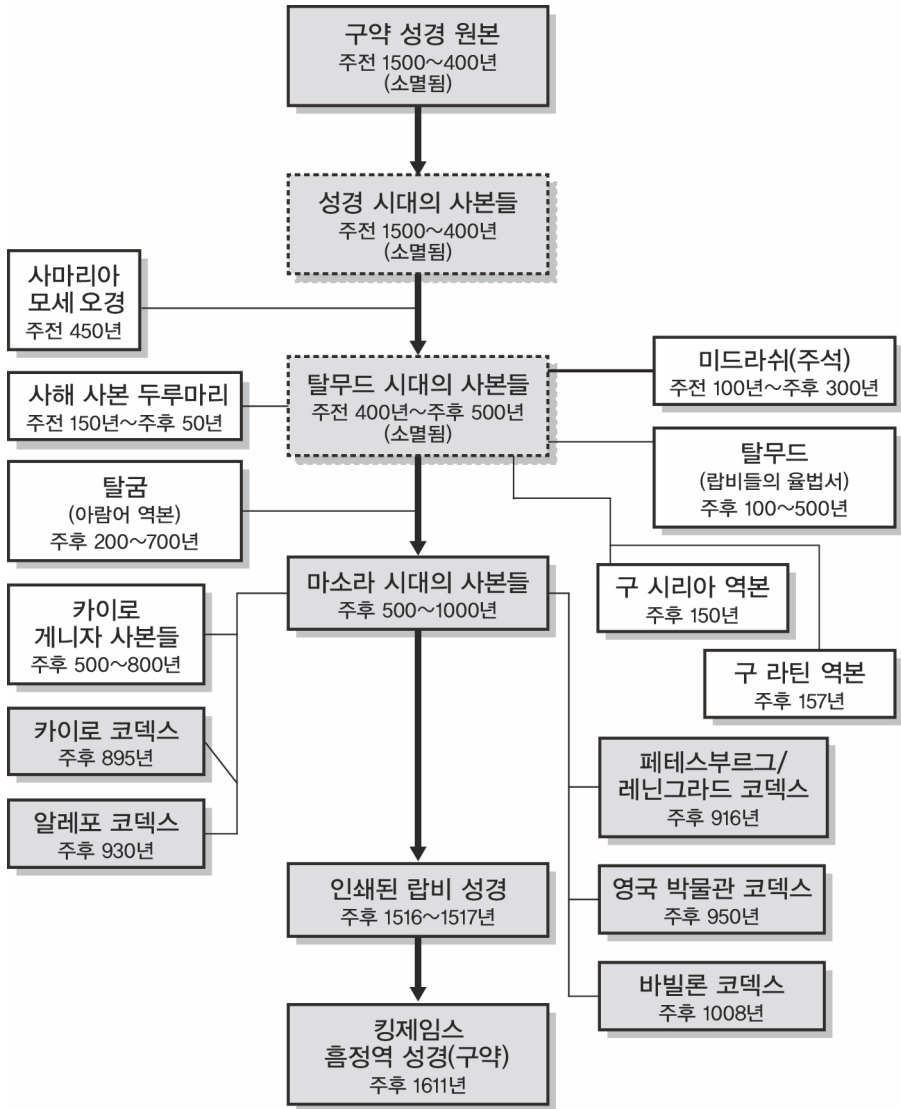 구약 성경 원본
주전 1500～400년
(소멸됨)
성경 시대의 사본들
주전 1500～400년
(소멸됨)
사마리아
모세 오경
주전 450년
탈무드 시대의 사본들
주전 400년～주후 500년
(소멸됨)
미드라쉬(주석)
주전 100년～주후 300년
사해 사본 두루마리
주전 150년～주후 50년
탈무드
(랍비들의 율법서)
주후 100～500년
탈굼
(아람어 역본)
주후 200～700년
마소라 시대의 사본들
주후 500～1000년
구 시리아 역본
주후 150년
카이로
게니자 사본들
주후 500～800년
구 라틴 역본
주후 157년
카이로 코덱스
주후 895년
페테스부르그/
레닌그라드 코덱스
주후 916년
알레포 코덱스
주후 930년
인쇄된 랍비 성경
주후 1516～1517년
영국 박물관 코덱스
주후 950년
바빌론 코덱스
주후 1008년
킹제임스
흠정역 성경(구약)
주후 1611년